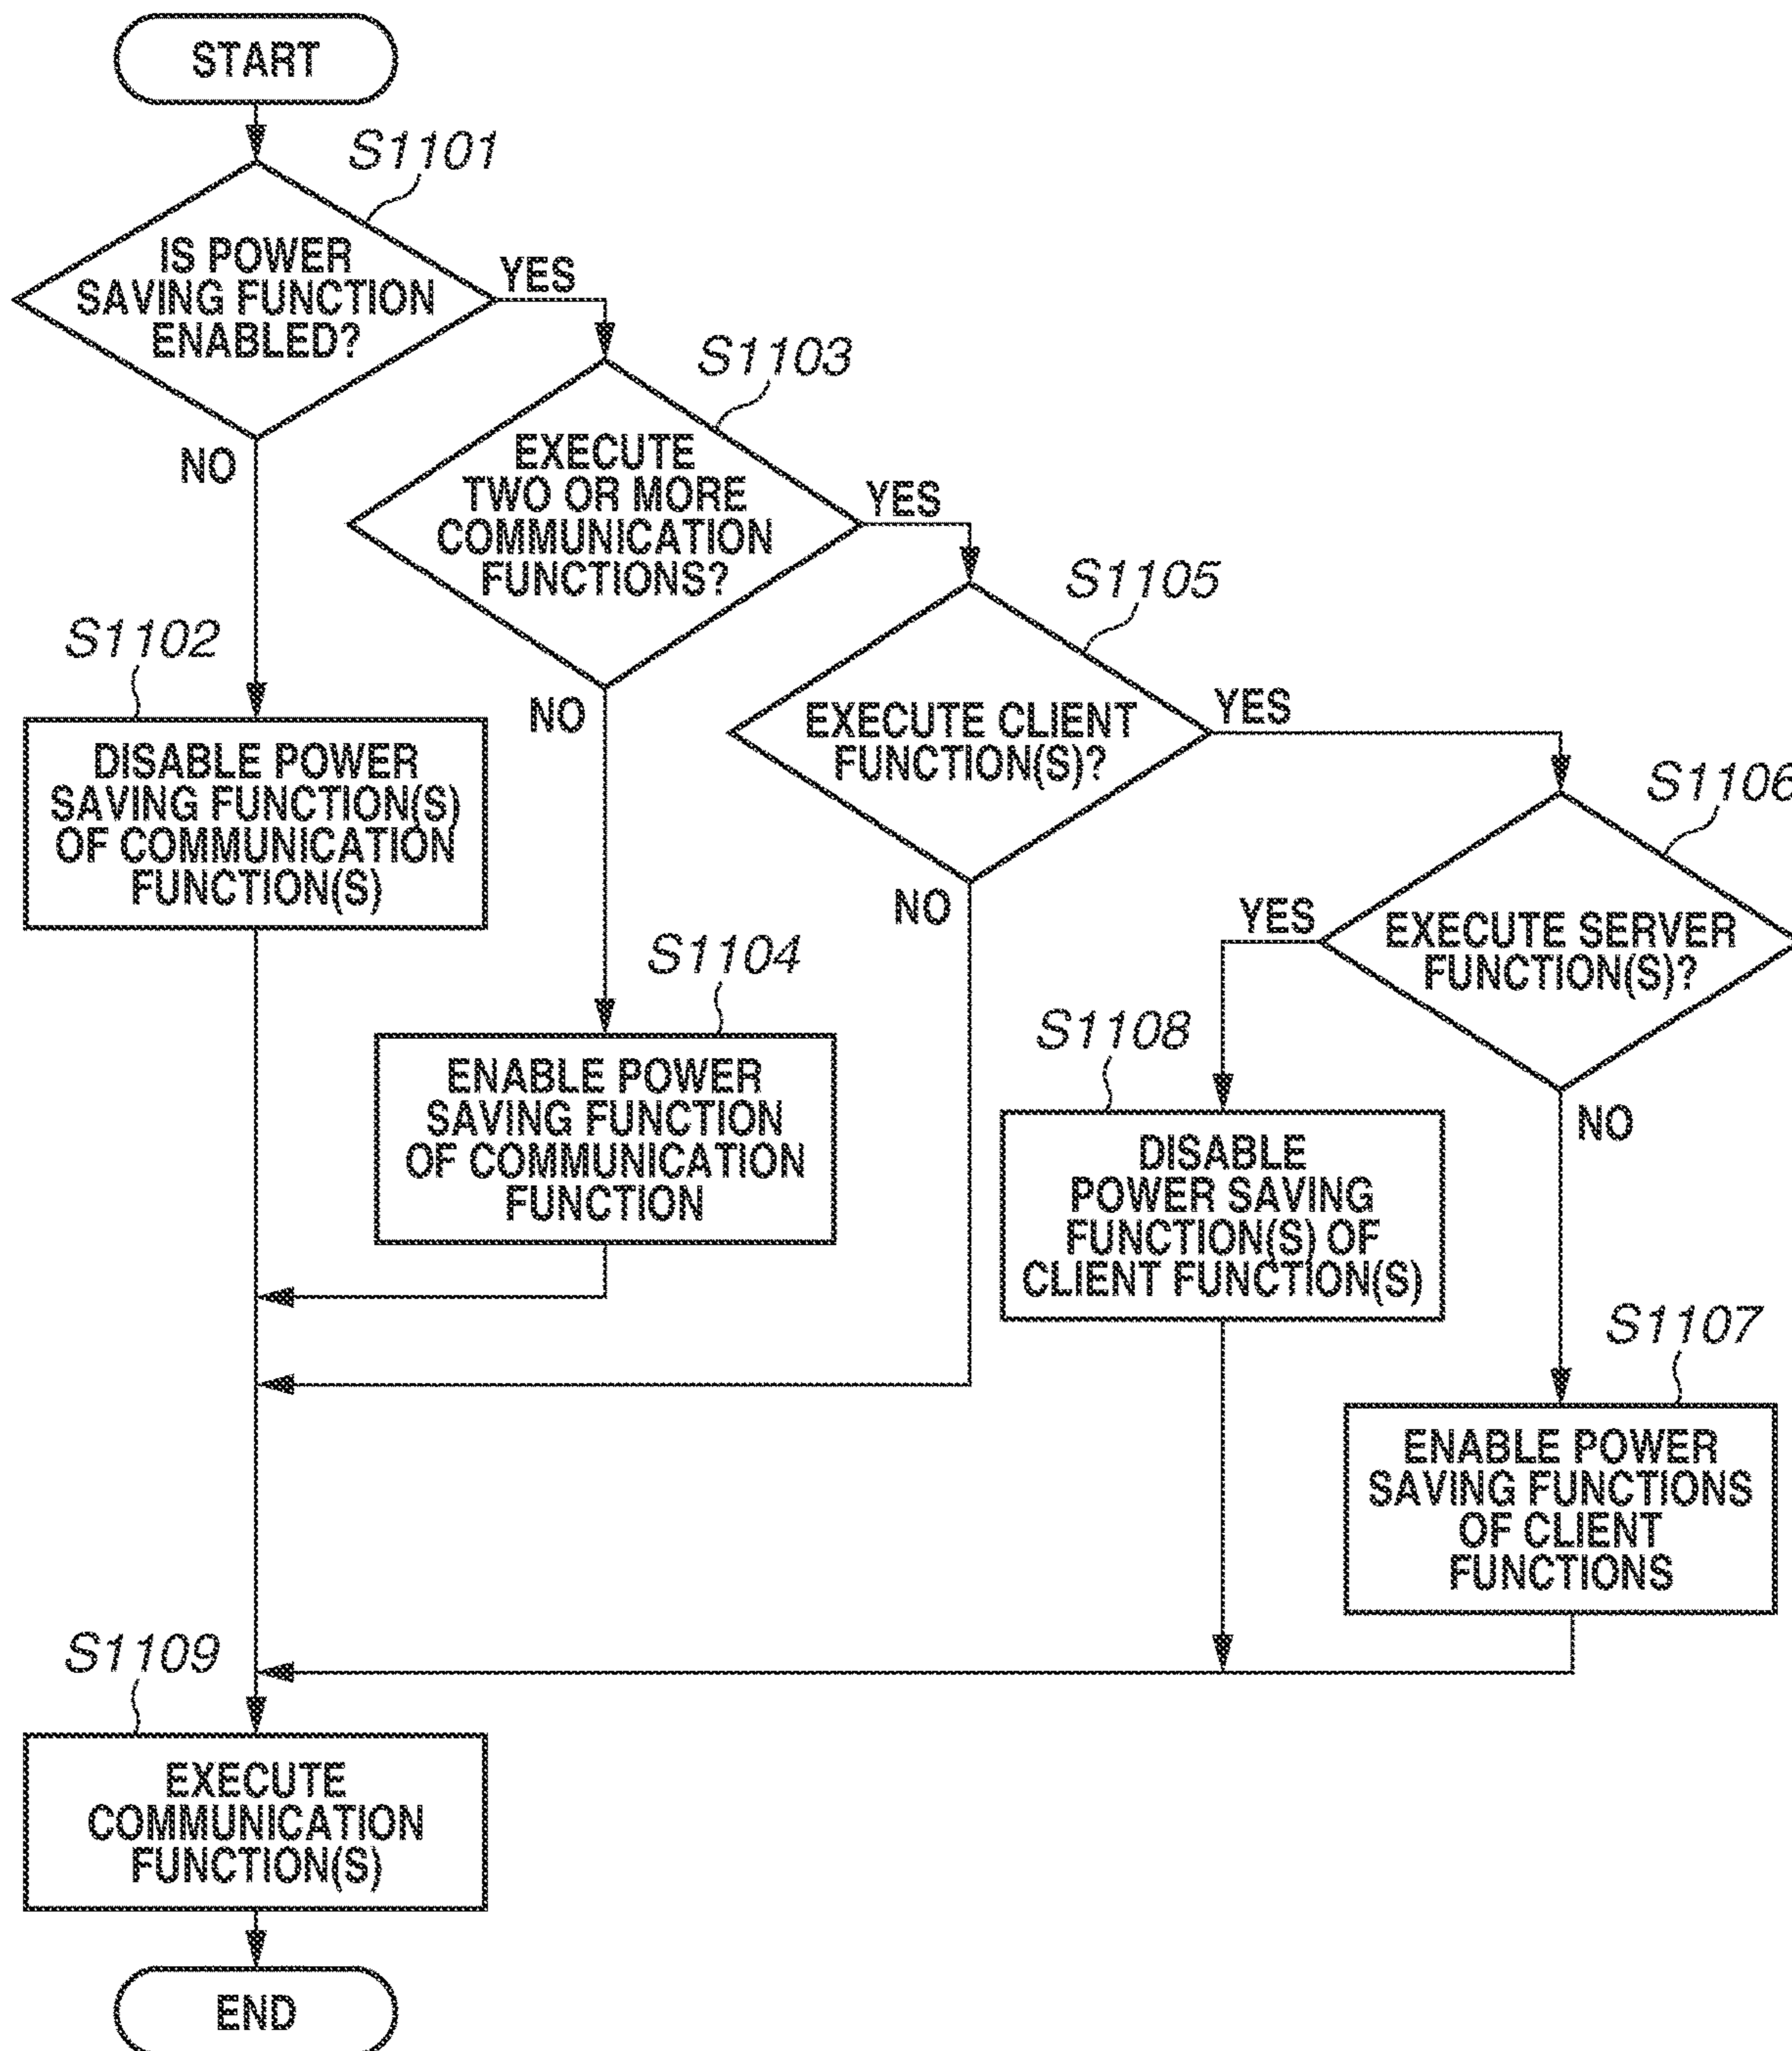 START
S1101
IS POWER
SAVING FUNCTION
ENABLED?
YES
NO
S1103
EXECUTE
TWO OR MORE
COMMUNICATION
FUNCTIONS?
YES
NO
S1105
EXECUTE CLIENT
FUNCTION(S)?
YES
NO
S1106
EXECUTE SERVER
FUNCTION(S)?
YES
NO
S1102
DISABLE POWER
SAVING FUNCTION(S)
OF COMMUNICATION
FUNCTION(S)
S1104
ENABLE POWER
SAVING FUNCTION
OF COMMUNICATION
FUNCTION
S1108
DISABLE
POWER SAVING
FUNCTION(S) OF
CLIENT FUNCTION(S)
S1107
ENABLE POWER
SAVING FUNCTIONS
OF CLIENT
FUNCTIONS
S1109
EXECUTE
COMMUNICATION
FUNCTION(S)
END